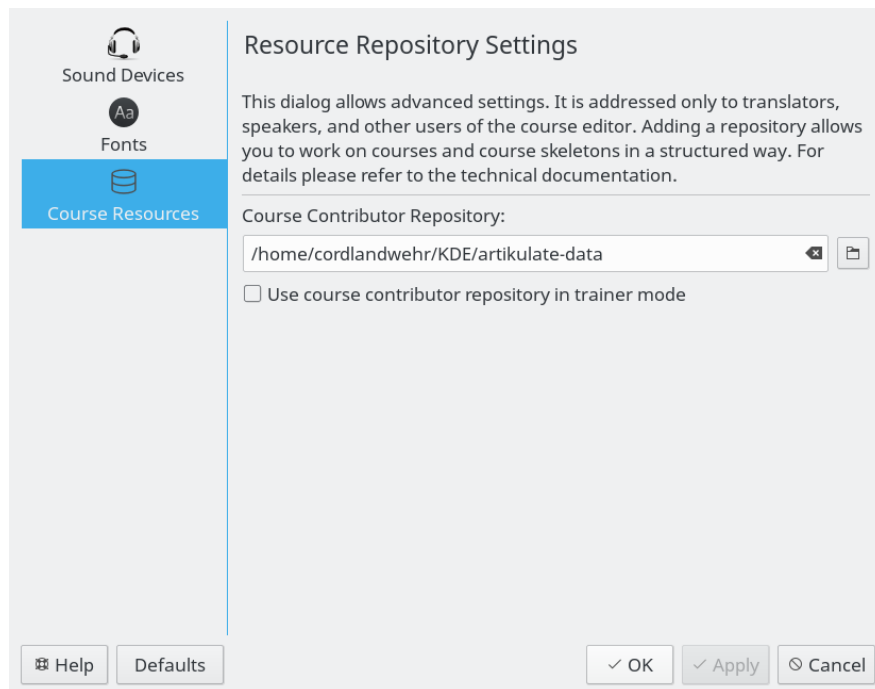 Sound Devices
Aa
Fonts
Course Resources
Resource Repository Settings
This dialog allows advanced settings. It is addressed only to translators,
speakers, and other users of the course editor. Adding a repository allows
you to work on courses and course skeletons in a structured way. For
details please refer to the technical documentation.
Course Contributor Repository:
/home/cordlandwehr/KDE/artikulate-data
Use course contributor repository in trainer mode
Help
Defaults
OK
Apply
Cancel